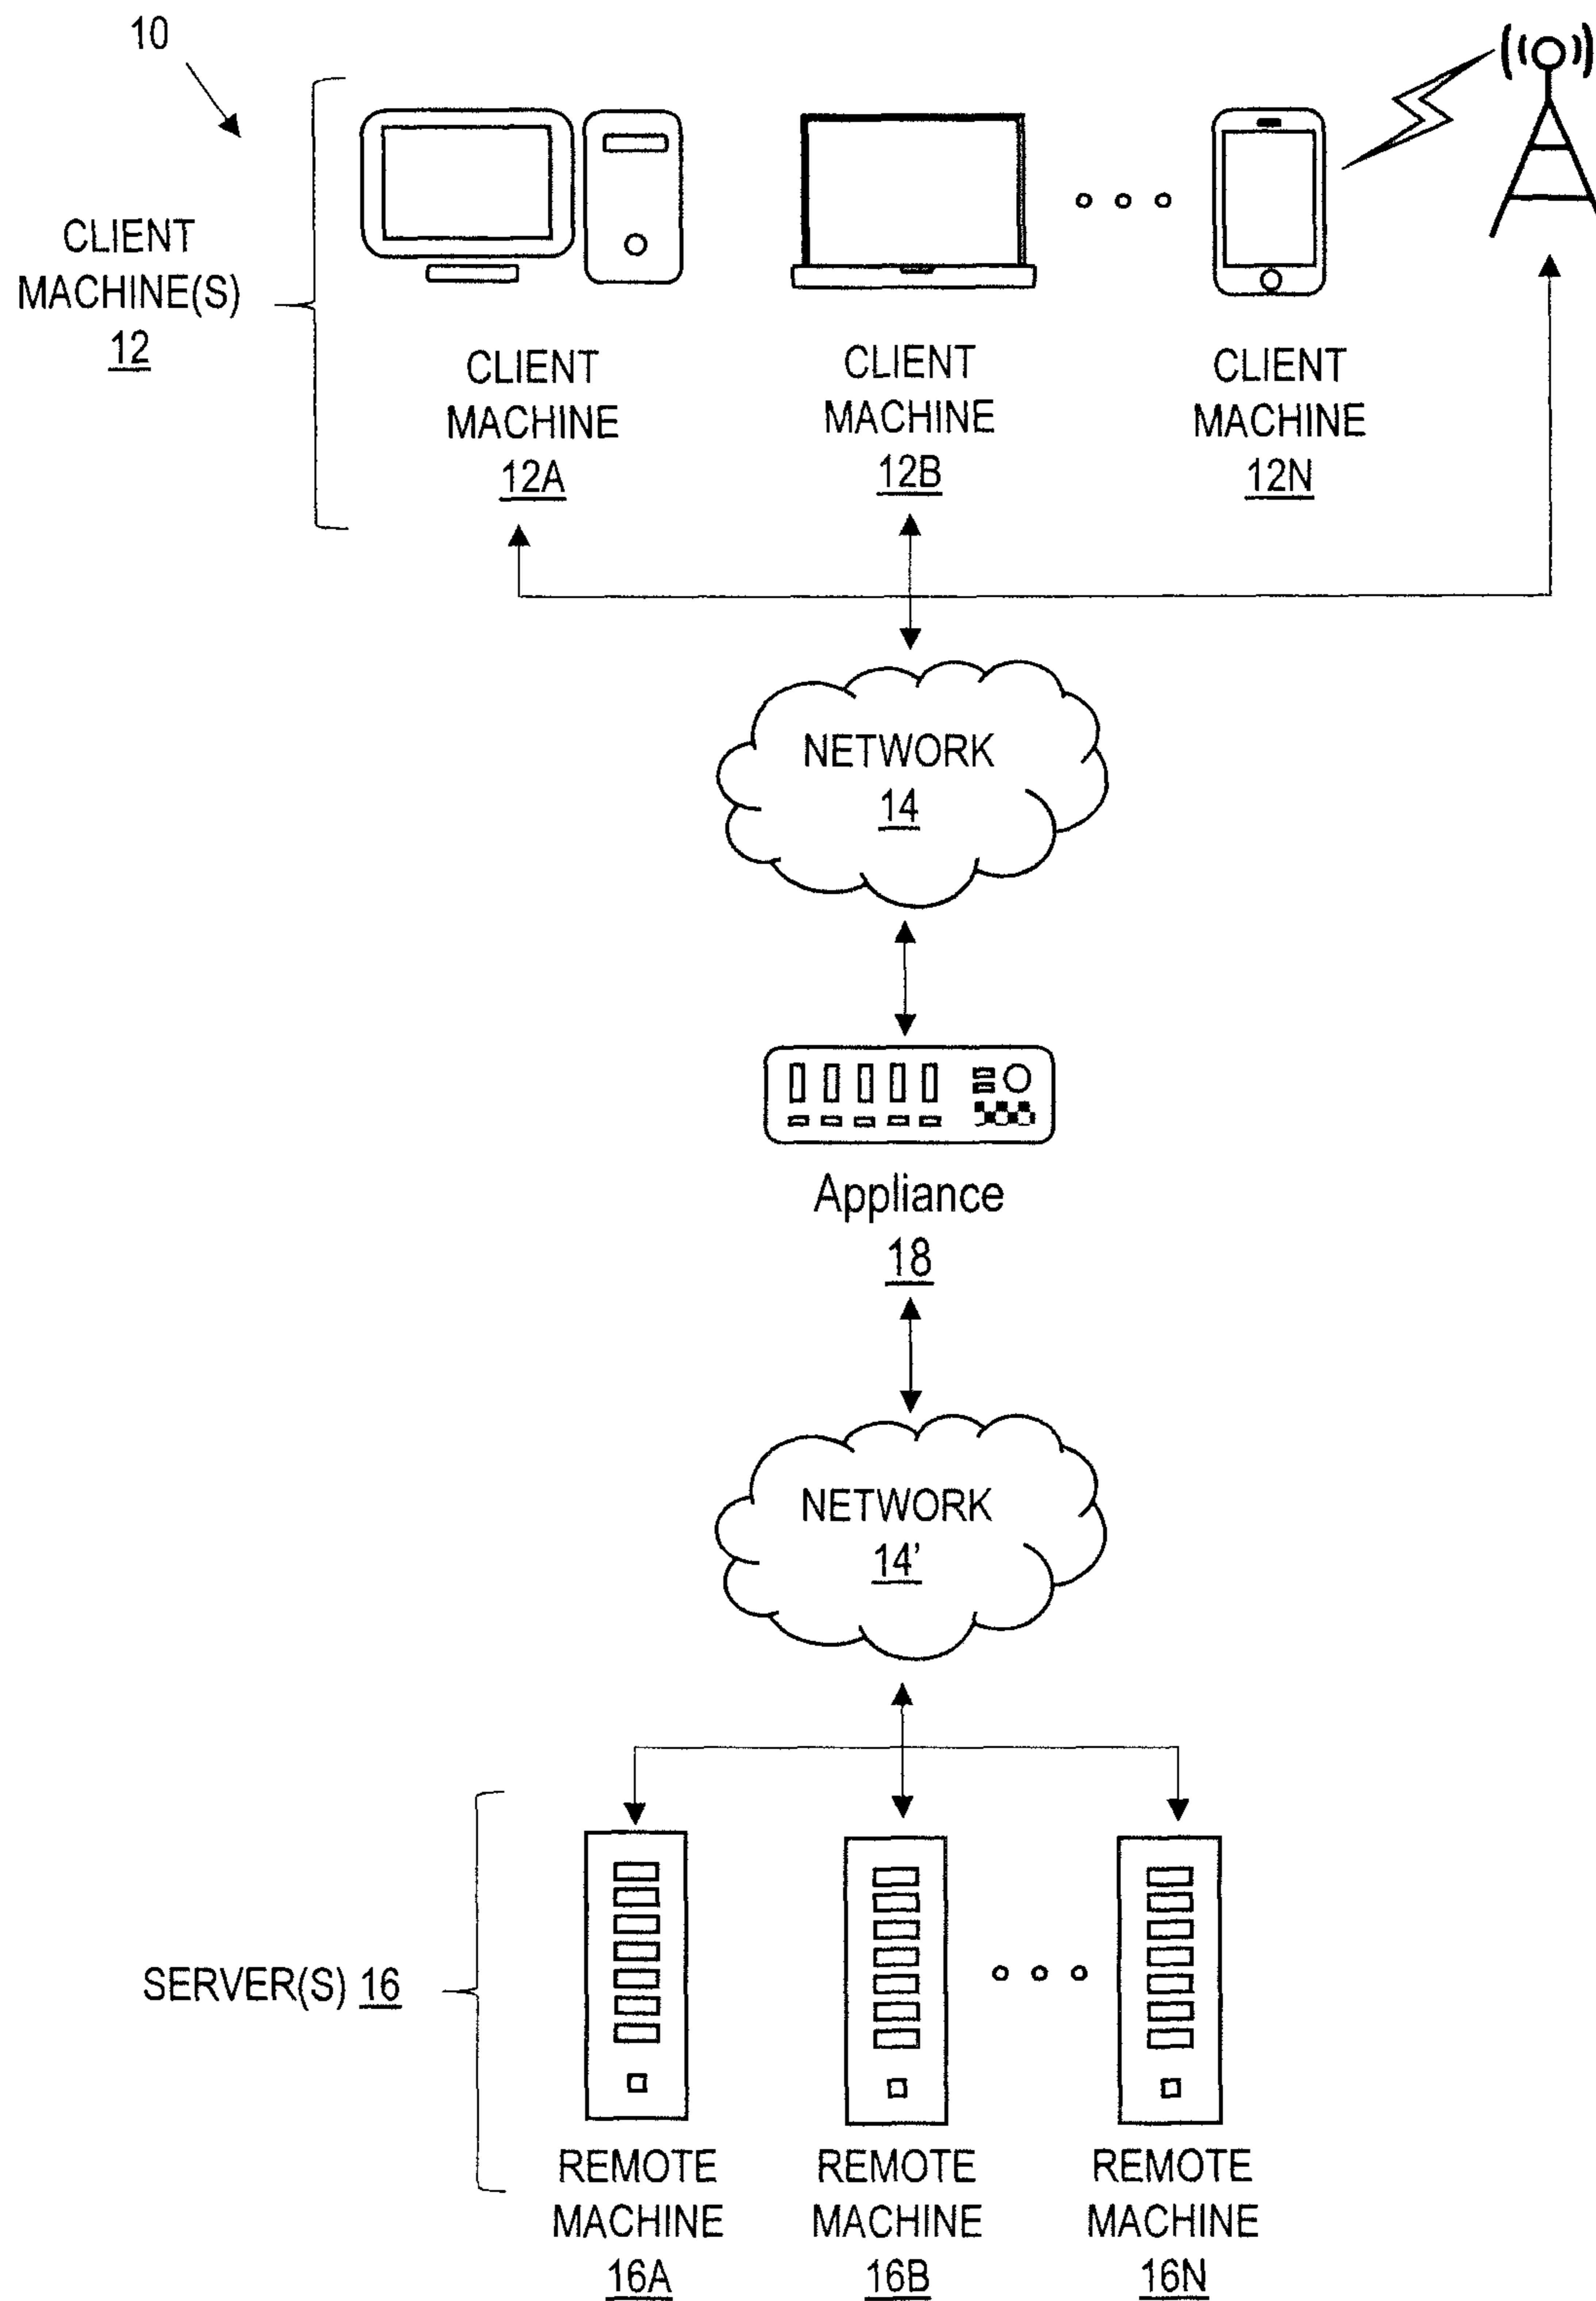 10
CLIENT
MACHINE(S)
12
CLIENT
MACHINE
12A
CLIENT
MACHINE
12B
CLIENT
MACHINE
12N
NETWORK
14
Appliance
18
NETWORK
14'
SERVER(S) 16
REMOTE
MACHINE
16A
REMOTE
MACHINE
16B
REMOTE
MACHINE
16N